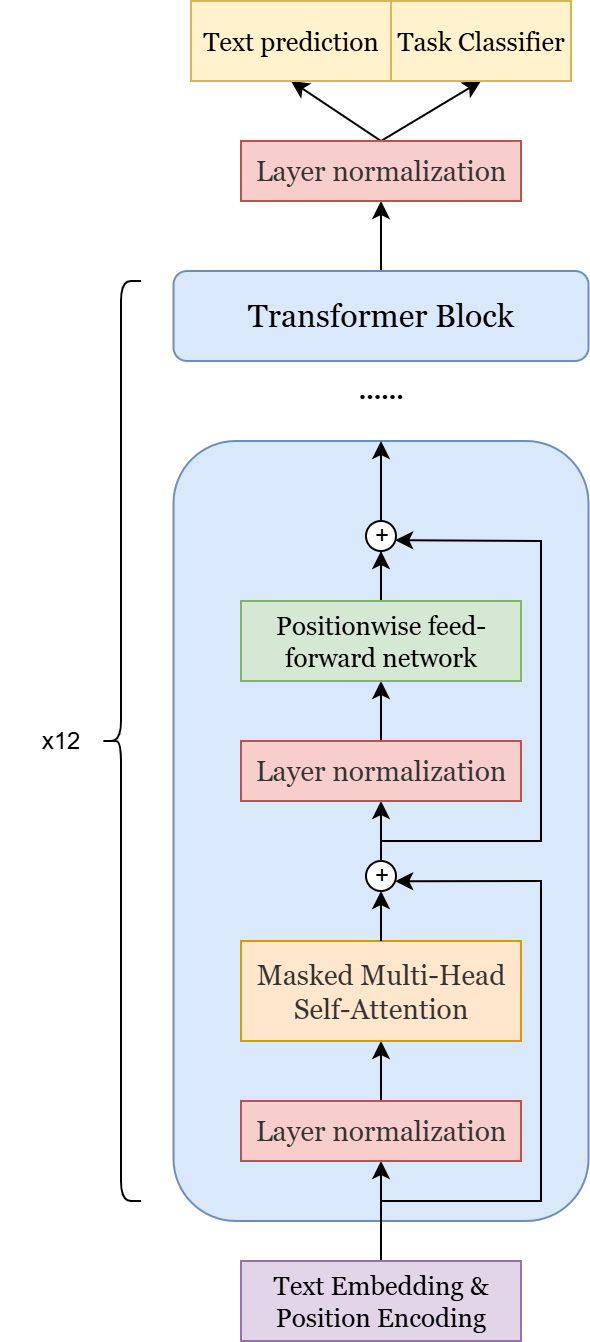 Text prediction
Task Classifier
Layer normalization
Transformer Block
......
+
Positionwise feed-
forward network
Layer normalization
x12
+
Masked Multi-Head
Self-Attention
Layer normalization
Text Embedding &
Position Encoding